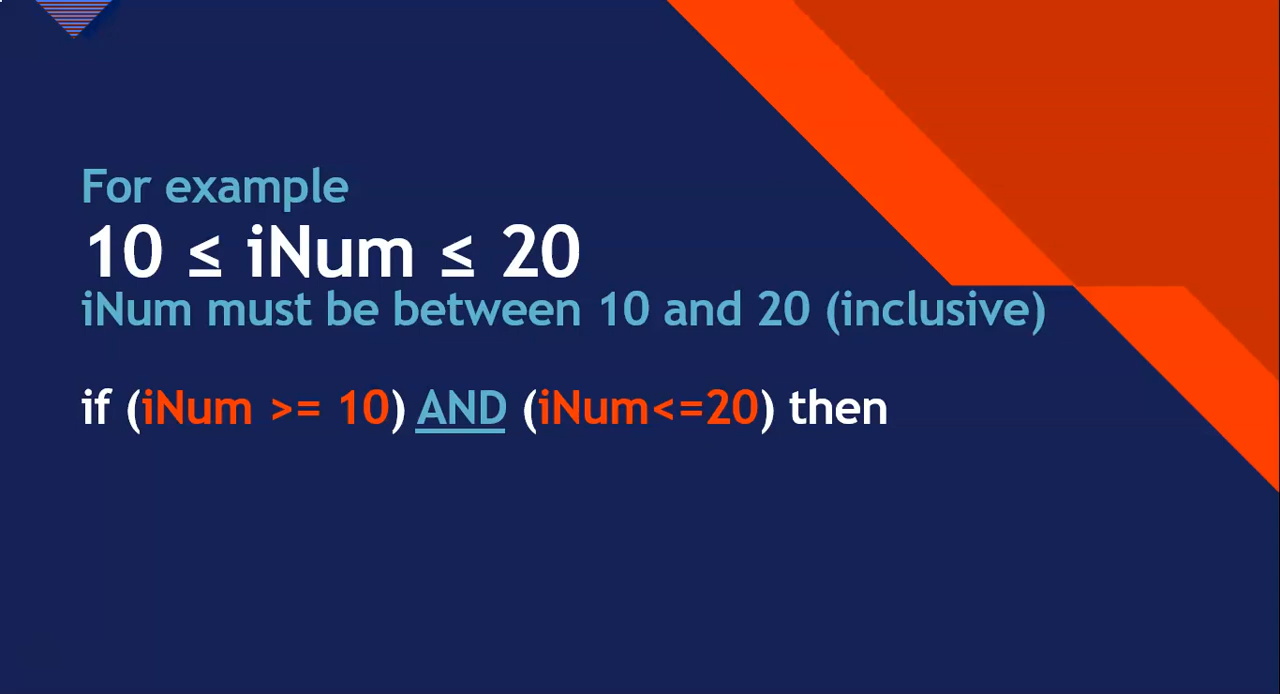 For example
10 ≤ iNum ≤ 20
iNum must be between 10 and 20 (inclusive)
if (iNum >= 10) AND (iNum<=20) then